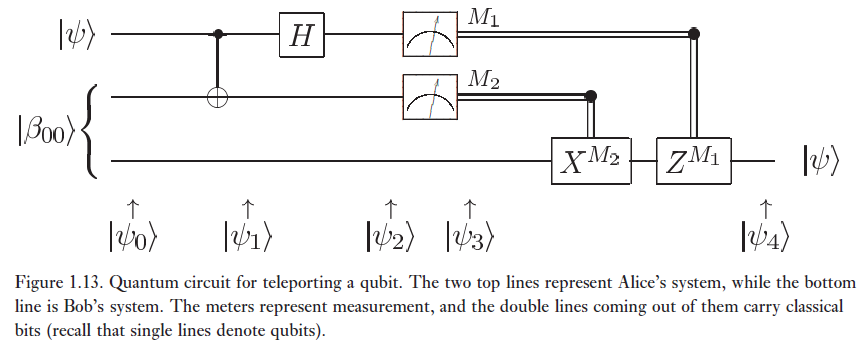 |ψ⟩ H M₁
M₂
|β₀₀⟩
X^{M₂} Z^{M₁} |ψ⟩
↑ ↑ ↑ ↑ ↑
|ψ₀⟩ |ψ₁⟩ |ψ₂⟩ |ψ₃⟩ |ψ₄⟩
Figure 1.13. Quantum circuit for teleporting a qubit. The two top lines represent Alice's system, while the bottom
line is Bob's system. The meters represent measurement, and the double lines coming out of them carry classical
bits (recall that single lines denote qubits).